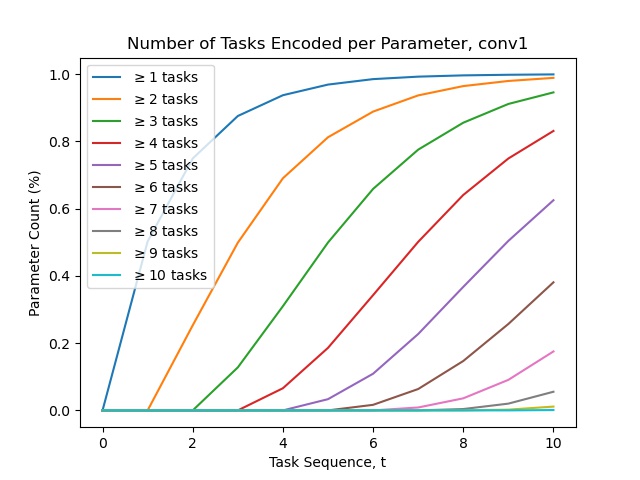 Number of Tasks Encoded per Parameter, conv1
Parameter Count (%)
1.0
0.8
0.6
0.4
0.2
0.0
≥1 tasks
≥2 tasks
≥3 tasks
≥4 tasks
≥5 tasks
≥6 tasks
≥7 tasks
≥8 tasks
≥9 tasks
≥10 tasks
0 2 4 6 8 10
Task Sequence, t